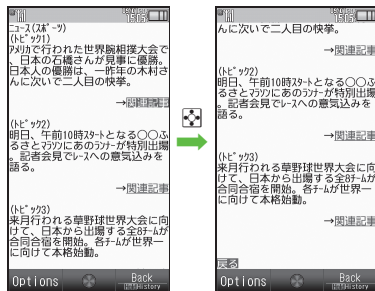 15:05
ﾆｭｰｽ(ｽﾎﾟｰﾂ)
(ﾄﾋﾟｯｸ1)
ｱﾒﾘｶで行われた世界腕相撲大会で
、日本の石橋さんが見事に優勝。
日本人の優勝は、一昨年の木村さ
んに次いで二人目の快挙。
→関連記事
(ﾄﾋﾟｯｸ2)
明日、午前10時ｽﾀｰﾄとなる○○ふ
るさとﾏﾗｿﾝにあのﾗﾝﾅｰが特別出場
。記者会見でﾚｰｽへの意気込みを
語る。
→関連記事
(ﾄﾋﾟｯｸ3)
来月行われる草野球世界大会に向
けて、日本から出場する全8ﾁｰﾑが
合同合宿を開始。各ﾁｰﾑが世界一
に向けて本格始動。
Options
Back
History
15:05
んに次いで二人目の快挙。
→関連記事
(ﾄﾋﾟｯｸ2)
明日、午前10時ｽﾀｰﾄとなる○○ふ
るさとﾏﾗｿﾝにあのﾗﾝﾅｰが特別出場
。記者会見でﾚｰｽへの意気込みを
語る。
→関連記事
(ﾄﾋﾟｯｸ3)
来月行われる草野球世界大会に向
けて、日本から出場する全8ﾁｰﾑが
合同合宿を開始。各ﾁｰﾑが世界一
に向けて本格始動。
→関連記事
戻る
Options
Back
History